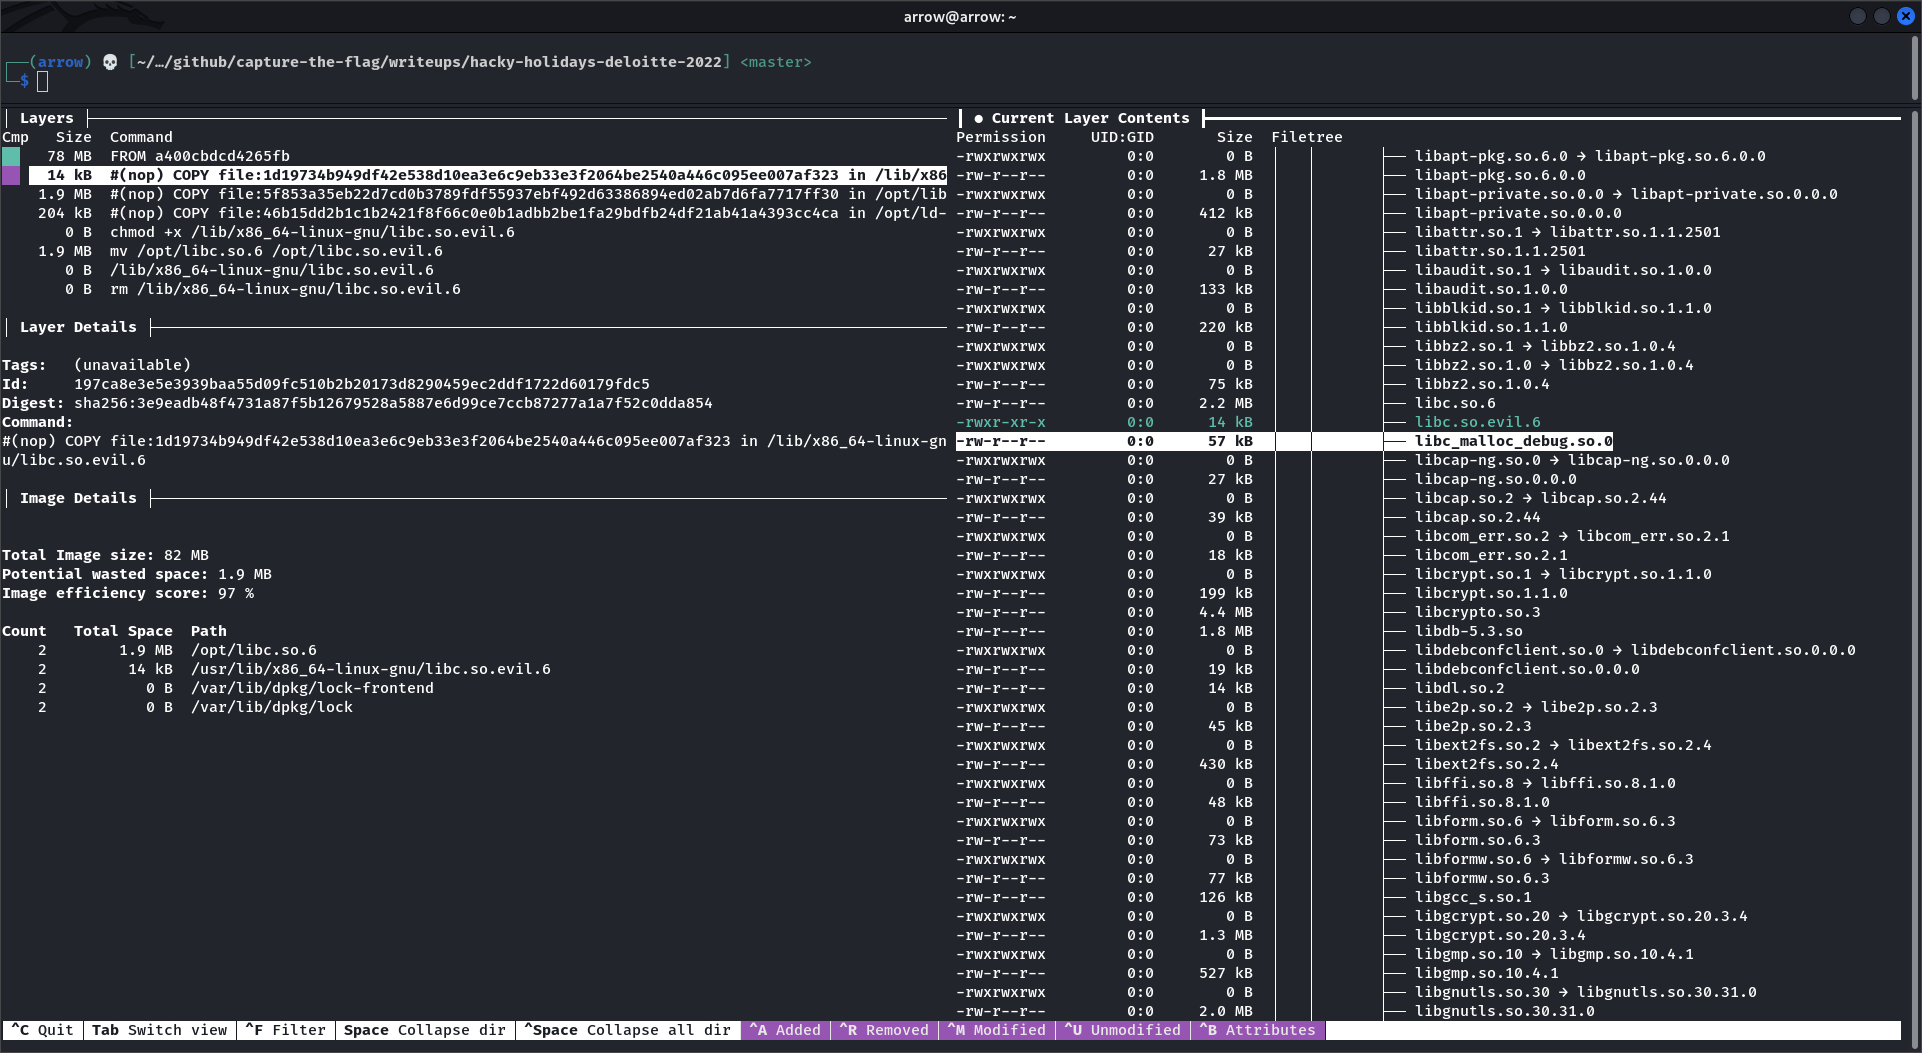 arrow@arrow: ~
(arrow) 💀 [~/…/github/capture-the-flag/writeups/hacky-holidays-deloitte-2022] <master>
$
Layers
Cmp Size Command
78 MB FROM a400cbdcd4265fb
14 kB #(nop) COPY file:1d19734b949df42e538d10ea3e6c9eb33e3f2064be2540a446c095ee007af323 in /lib/x86
1.9 MB #(nop) COPY file:5f853a35eb22d7cd0b3789fdf55937ebf492d63386894ed02ab7d6fa7717ff30 in /opt/lib
204 kB #(nop) COPY file:46b15dd2b1c1b2421f8f66c0e0b1adbb2be1fa29bdfb24df21ab41a4393cc4ca in /opt/ld-
0 B chmod +x /lib/x86_64-linux-gnu/libc.so.evil.6
1.9 MB mv /opt/libc.so.6 /opt/libc.so.evil.6
0 B /lib/x86_64-linux-gnu/libc.so.evil.6
0 B rm /lib/x86_64-linux-gnu/libc.so.evil.6
Layer Details
Tags: (unavailable)
Id: 197ca8e3e5e3939baa55d09fc510b2b20173d8290459ec2ddf1722d60179fdc5
Digest: sha256:3e9eadb48f4731a87f5b12679528a5887e6d99ce7ccb87277a1a7f52c0dda854
Command:
#(nop) COPY file:1d19734b949df42e538d10ea3e6c9eb33e3f2064be2540a446c095ee007af323 in /lib/x86_64-linux-gn
u/libc.so.evil.6
Image Details
Total Image size: 82 MB
Potential wasted space: 1.9 MB
Image efficiency score: 97 %
Count Total Space Path
2 1.9 MB /opt/libc.so.6
2 14 kB /usr/lib/x86_64-linux-gnu/libc.so.evil.6
2 0 B /var/lib/dpkg/lock-frontend
2 0 B /var/lib/dpkg/lock
● Current Layer Contents
Permission UID:GID Size Filetree
-rwxrwxrwx 0:0 0 B ├── libapt-pkg.so.6.0 → libapt-pkg.so.6.0.0
-rw-r--r-- 0:0 1.8 MB ├── libapt-pkg.so.6.0.0
-rwxrwxrwx 0:0 0 B ├── libapt-private.so.0.0 → libapt-private.so.0.0.0
-rw-r--r-- 0:0 412 kB ├── libapt-private.so.0.0.0
-rwxrwxrwx 0:0 0 B ├── libattr.so.1 → libattr.so.1.1.2501
-rw-r--r-- 0:0 27 kB ├── libattr.so.1.1.2501
-rwxrwxrwx 0:0 0 B ├── libaudit.so.1 → libaudit.so.1.0.0
-rw-r--r-- 0:0 133 kB ├── libaudit.so.1.0.0
-rwxrwxrwx 0:0 0 B ├── libblkid.so.1 → libblkid.so.1.1.0
-rw-r--r-- 0:0 220 kB ├── libblkid.so.1.1.0
-rwxrwxrwx 0:0 0 B ├── libbz2.so.1 → libbz2.so.1.0.4
-rwxrwxrwx 0:0 0 B ├── libbz2.so.1.0 → libbz2.so.1.0.4
-rw-r--r-- 0:0 75 kB ├── libbz2.so.1.0.4
-rw-r--r-- 0:0 2.2 MB ├── libc.so.6
-rwxr-xr-x 0:0 14 kB ├── libc.so.evil.6
-rw-r--r-- 0:0 57 kB ├── libc_malloc_debug.so.0
-rwxrwxrwx 0:0 0 B ├── libcap-ng.so.0 → libcap-ng.so.0.0.0
-rw-r--r-- 0:0 27 kB ├── libcap-ng.so.0.0.0
-rwxrwxrwx 0:0 0 B ├── libcap.so.2 → libcap.so.2.44
-rw-r--r-- 0:0 39 kB ├── libcap.so.2.44
-rwxrwxrwx 0:0 0 B ├── libcom_err.so.2 → libcom_err.so.2.1
-rw-r--r-- 0:0 18 kB ├── libcom_err.so.2.1
-rwxrwxrwx 0:0 0 B ├── libcrypt.so.1 → libcrypt.so.1.1.0
-rw-r--r-- 0:0 199 kB ├── libcrypt.so.1.1.0
-rw-r--r-- 0:0 4.4 MB ├── libcrypto.so.3
-rw-r--r-- 0:0 1.8 MB ├── libdb-5.3.so
-rwxrwxrwx 0:0 0 B ├── libdebconfclient.so.0 → libdebconfclient.so.0.0.0
-rw-r--r-- 0:0 19 kB ├── libdebconfclient.so.0.0.0
-rw-r--r-- 0:0 14 kB ├── libdl.so.2
-rwxrwxrwx 0:0 0 B ├── libe2p.so.2 → libe2p.so.2.3
-rw-r--r-- 0:0 45 kB ├── libe2p.so.2.3
-rwxrwxrwx 0:0 0 B ├── libext2fs.so.2 → libext2fs.so.2.4
-rw-r--r-- 0:0 430 kB ├── libext2fs.so.2.4
-rwxrwxrwx 0:0 0 B ├── libffi.so.8 → libffi.so.8.1.0
-rw-r--r-- 0:0 48 kB ├── libffi.so.8.1.0
-rwxrwxrwx 0:0 0 B ├── libform.so.6 → libform.so.6.3
-rw-r--r-- 0:0 73 kB ├── libform.so.6.3
-rwxrwxrwx 0:0 0 B ├── libformw.so.6 → libformw.so.6.3
-rw-r--r-- 0:0 77 kB ├── libformw.so.6.3
-rw-r--r-- 0:0 126 kB ├── libgcc_s.so.1
-rwxrwxrwx 0:0 0 B ├── libgcrypt.so.20 → libgcrypt.so.20.3.4
-rw-r--r-- 0:0 1.3 MB ├── libgcrypt.so.20.3.4
-rwxrwxrwx 0:0 0 B ├── libgmp.so.10 → libgmp.so.10.4.1
-rw-r--r-- 0:0 527 kB ├── libgmp.so.10.4.1
-rwxrwxrwx 0:0 0 B ├── libgnutls.so.30 → libgnutls.so.30.31.0
-rw-r--r-- 0:0 2.0 MB ├── libgnutls.so.30.31.0
^C Quit Tab Switch view ^F Filter Space Collapse dir ^Space Collapse all dir ^A Added ^R Removed ^M Modified ^U Unmodified ^B Attributes